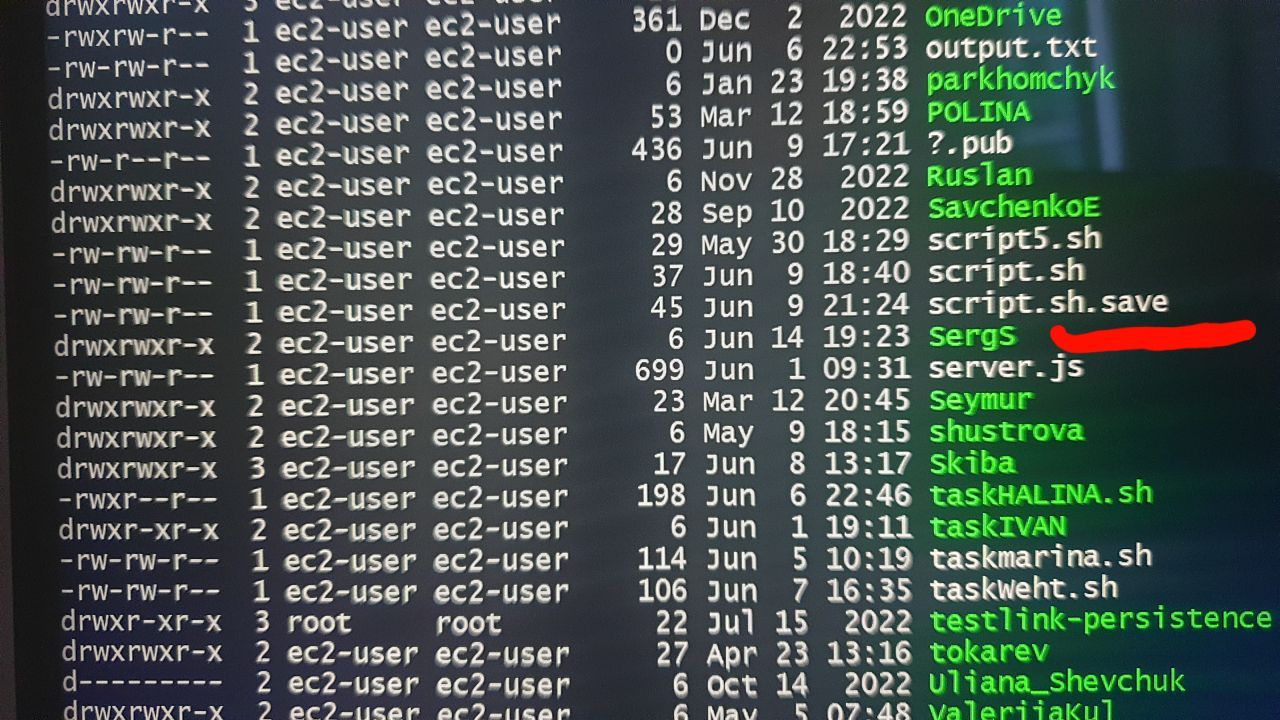 drwxrwxr-x 3 ec2-user ec2-user
-rwxrw-r-- 1 ec2-user ec2-user 361 Dec 2 2022 OneDrive
-rw-rw-r-- 1 ec2-user ec2-user 0 Jun 6 22:53 output.txt
drwxrwxr-x 2 ec2-user ec2-user 6 Jan 23 19:38 parkhomchyk
drwxrwxr-x 2 ec2-user ec2-user 53 Mar 12 18:59 POLINA
-rw-r--r-- 1 ec2-user ec2-user 436 Jun 9 17:21 ?.pub
drwxrwxr-x 2 ec2-user ec2-user 6 Nov 28 2022 Ruslan
drwxrwxr-x 2 ec2-user ec2-user 28 Sep 10 2022 SavchenkoE
-rw-rw-r-- 1 ec2-user ec2-user 29 May 30 18:29 script5.sh
-rw-rw-r-- 1 ec2-user ec2-user 37 Jun 9 18:40 script.sh
-rw-rw-r-- 1 ec2-user ec2-user 45 Jun 9 21:24 script.sh.save
drwxrwxr-x 2 ec2-user ec2-user 6 Jun 14 19:23 SergS
-rw-rw-r-- 1 ec2-user ec2-user 699 Jun 1 09:31 server.js
drwxrwxr-x 2 ec2-user ec2-user 23 Mar 12 20:45 Seymur
drwxrwxr-x 2 ec2-user ec2-user 6 May 9 18:15 shustrova
drwxrwxr-x 3 ec2-user ec2-user 17 Jun 8 13:17 Skiba
-rwxr--r-- 1 ec2-user ec2-user 198 Jun 6 22:46 taskHALINA.sh
drwxr-xr-x 2 ec2-user ec2-user 6 Jun 1 19:11 taskIVAN
-rw-rw-r-- 1 ec2-user ec2-user 114 Jun 5 10:19 taskmarina.sh
-rw-rw-r-- 1 ec2-user ec2-user 106 Jun 7 16:35 taskweht.sh
drwxr-xr-x 3 root root 22 Jul 15 2022 testlink-persistence
drwxrwxr-x 2 ec2-user ec2-user 27 Apr 23 13:16 tokarev
d--------- 2 ec2-user ec2-user 6 Oct 14 2022 Uliana_Shevchuk
drwxrwxr-x 2 ec2-user ec2-user 6 May 5 07:48 ValerijaKul